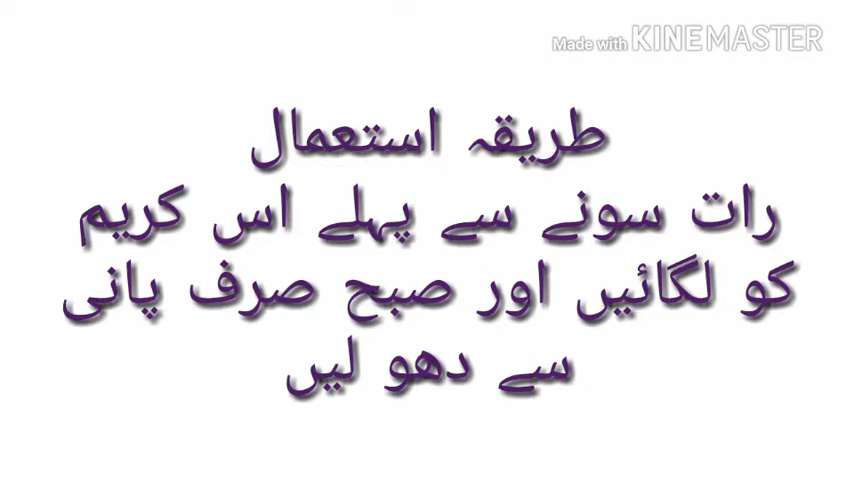 Made with KINEMASTER
طریقہ استعمال
رات سونے سے پہلے اس کریم
کو لگائیں اور صبح صرف پانی
سے دھو لیں